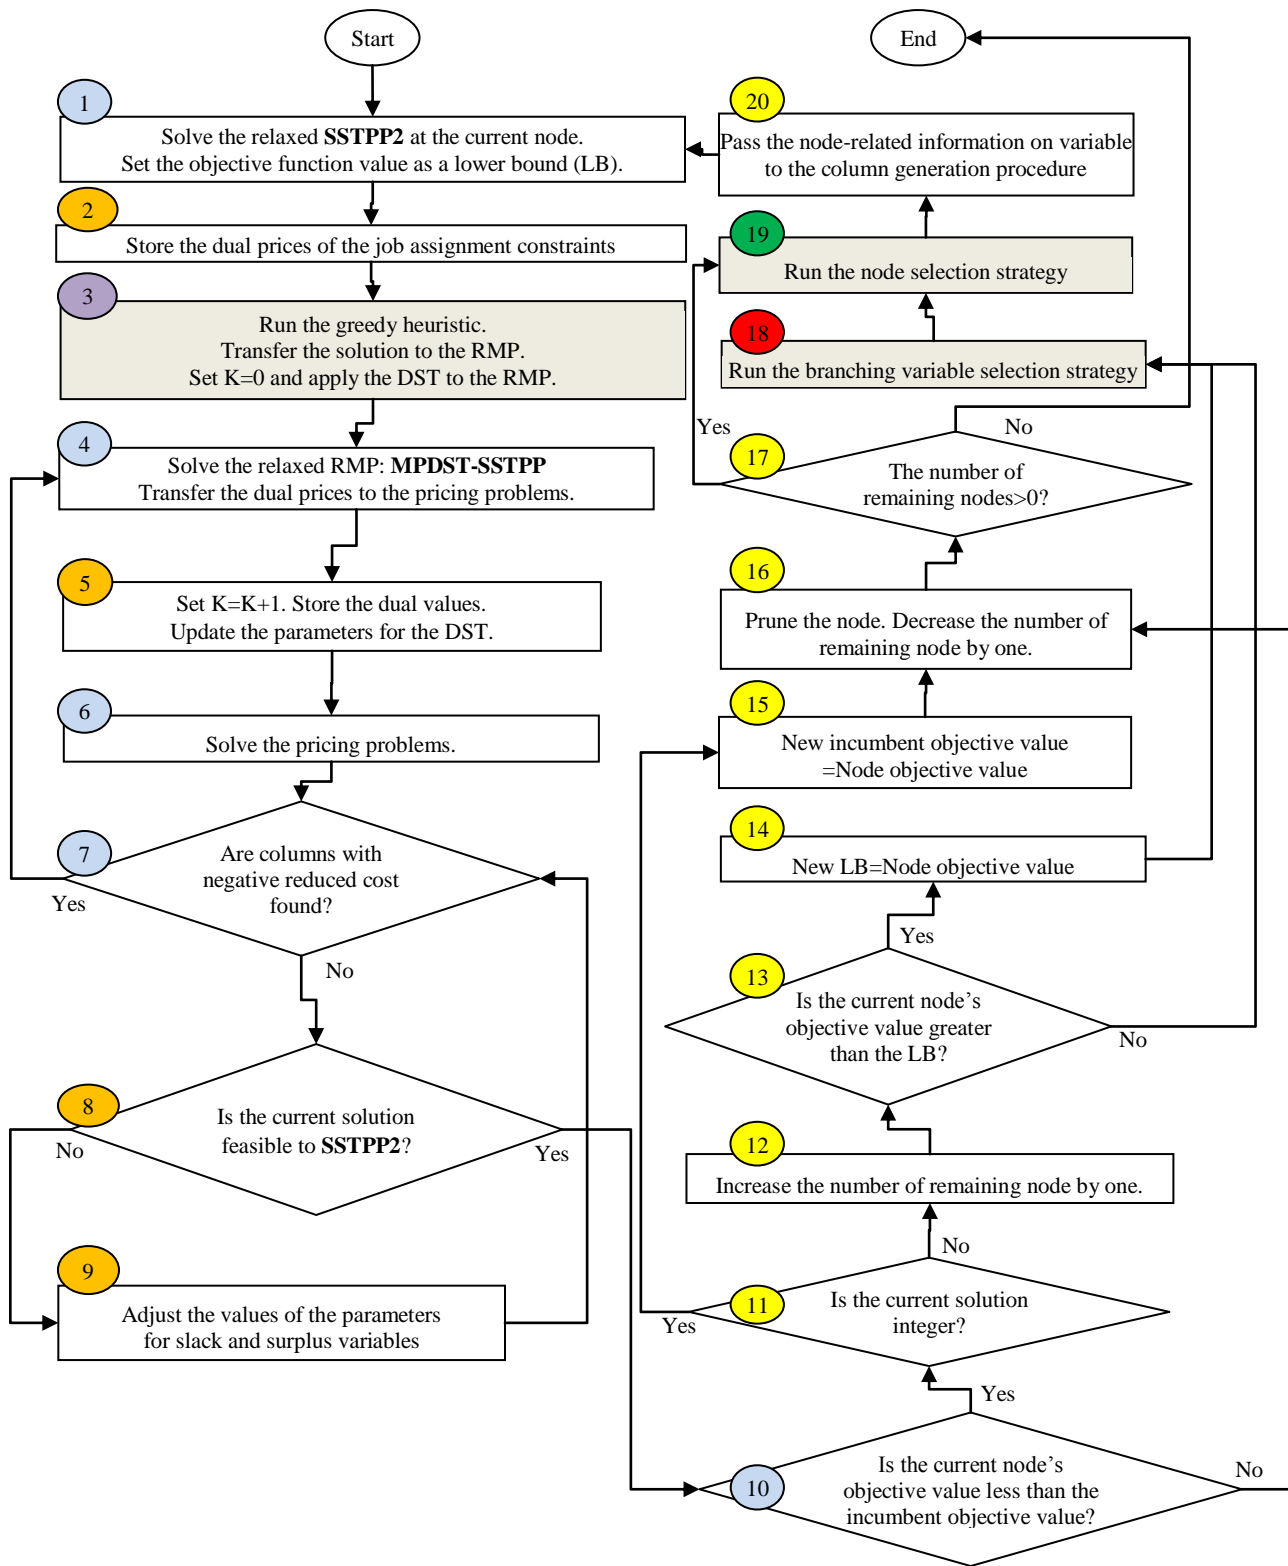 Start
1
Solve the relaxed SSTPP2 at the current node.
Set the objective function value as a lower bound (LB).
2
Store the dual prices of the job assignment constraints
3
Run the greedy heuristic.
Transfer the solution to the RMP.
Set K=0 and apply the DST to the RMP.
4
Solve the relaxed RMP: MPDST-SSTPP
Transfer the dual prices to the pricing problems.
5
Set K=K+1. Store the dual values.
Update the parameters for the DST.
6
Solve the pricing problems.
7
Are columns with
negative reduced cost
found?
Yes
No
8
Is the current solution
feasible to SSTPP2?
No
Yes
9
Adjust the values of the parameters
for slack and surplus variables
End
20
Pass the node-related information on variable
to the column generation procedure
19
Run the node selection strategy
18
Run the branching variable selection strategy
Yes
No
17
The number of
remaining nodes>0?
16
Prune the node. Decrease the number of
remaining node by one.
15
New incumbent objective value
=Node objective value
14
New LB=Node objective value
Yes
13
Is the current node's
objective value greater
than the LB?
No
12
Increase the number of remaining node by one.
No
11
Is the current solution
integer?
Yes
Yes
10
Is the current node's
objective value less than the
incumbent objective value?
No